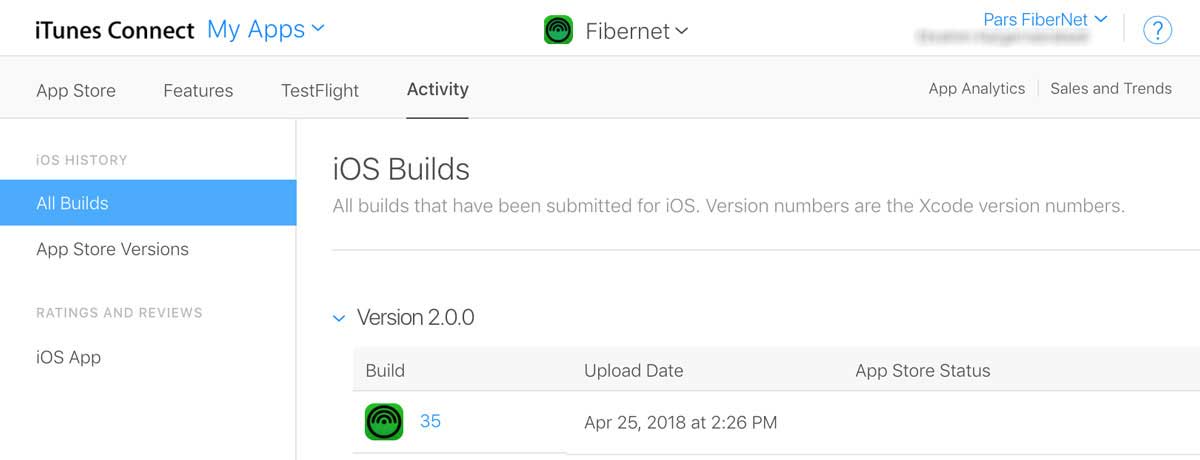 iTunes Connect My Apps Fibernet Pars FiberNet ?
App Store Features TestFlight Activity App Analytics Sales and Trends
iOS HISTORY
All Builds
App Store Versions
RATINGS AND REVIEWS
iOS App
iOS Builds
All builds that have been submitted for iOS. Version numbers are the Xcode version numbers.
Version 2.0.0
Build Upload Date App Store Status
35 Apr 25, 2018 at 2:26 PM